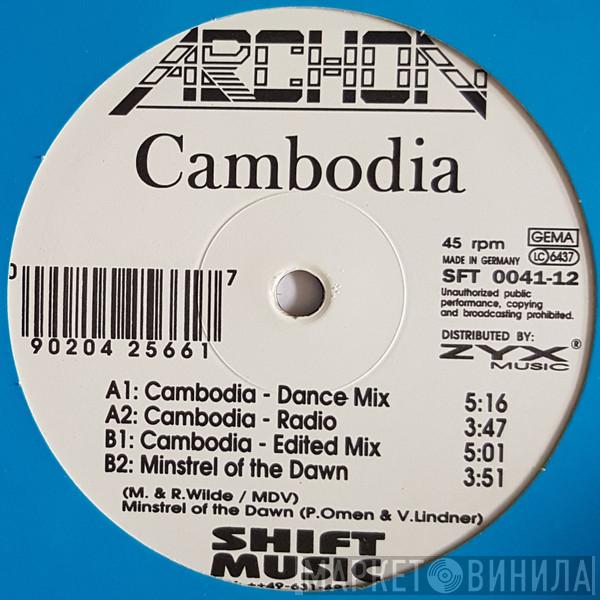 ARCHON
Cambodia
45 rpm
GEMA
MADE IN GERMANY
LC 6437
SFT 0041-12
Unauthorized public
performance, copying
and broadcasting prohibited.
DISTRIBUTED BY:
ZYX®
MUSIC
0 90204 25661 7
A1: Cambodia - Dance Mix 5:16
A2: Cambodia - Radio 3:47
B1: Cambodia - Edited Mix 5:01
B2: Minstrel of the Dawn 3:51
(M. & R.Wilde / MDV)
Minstrel of the Dawn (P.Omen & V.Lindner)
SHIFT
MUSIC
МАРКЕТ ВИНИЛА